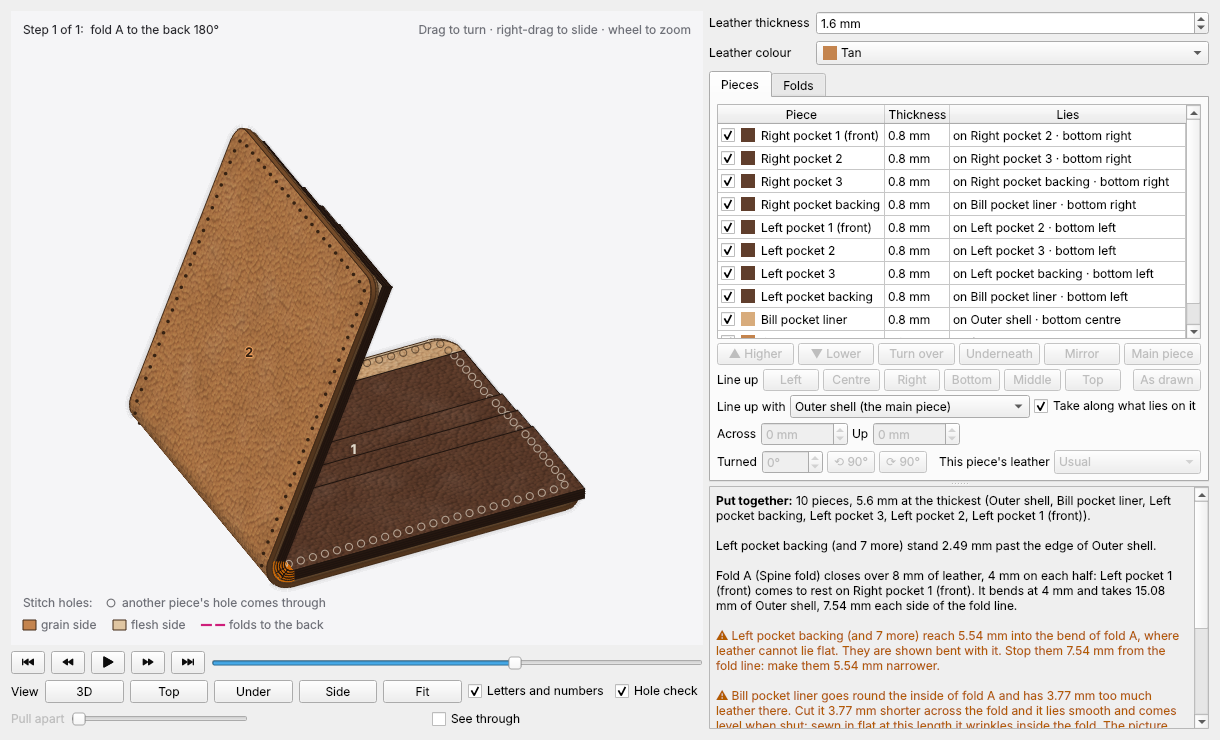 Step 1 of 1:  fold A to the back 180°
Drag to turn · right-drag to slide · wheel to zoom
2
1
Stitch holes:
another piece's hole comes through
grain side
flesh side
folds to the back
View
3D
Top
Under
Side
Fit
Letters and numbers
Hole check
Pull apart
See through
Leather thickness
1.6 mm
Leather colour
Tan
Pieces
Folds
Piece
Thickness
Lies
Right pocket 1 (front)
0.8 mm
on Right pocket 2 · bottom right
Right pocket 2
0.8 mm
on Right pocket 3 · bottom right
Right pocket 3
0.8 mm
on Right pocket backing · bottom right
Right pocket backing
0.8 mm
on Bill pocket liner · bottom right
Left pocket 1 (front)
0.8 mm
on Left pocket 2 · bottom left
Left pocket 2
0.8 mm
on Left pocket 3 · bottom left
Left pocket 3
0.8 mm
on Left pocket backing · bottom left
Left pocket backing
0.8 mm
on Bill pocket liner · bottom left
Bill pocket liner
0.8 mm
on Outer shell · bottom centre
▲ Higher
▼ Lower
Turn over
Underneath
Mirror
Main piece
Line up
Left
Centre
Right
Bottom
Middle
Top
As drawn
Line up with
Outer shell (the main piece)
Take along what lies on it
Across
0 mm
Up
0 mm
Turned
0°
⟲ 90°
⟳ 90°
This piece's leather
Usual
Put together: 10 pieces, 5.6 mm at the thickest (Outer shell, Bill pocket liner, Left
pocket backing, Left pocket 3, Left pocket 2, Left pocket 1 (front)).
Left pocket backing (and 7 more) stand 2.49 mm past the edge of Outer shell.
Fold A (Spine fold) closes over 8 mm of leather, 4 mm on each half: Left pocket 1
(front) comes to rest on Right pocket 1 (front). It bends at 4 mm and takes 15.08
mm of Outer shell, 7.54 mm each side of the fold line.
⚠ Left pocket backing (and 7 more) reach 5.54 mm into the bend of fold A, where
leather cannot lie flat. They are shown bent with it. Stop them 7.54 mm from the
fold line: make them 5.54 mm narrower.
⚠ Bill pocket liner goes round the inside of fold A and has 3.77 mm too much
leather there. Cut it 3.77 mm shorter across the fold and it lies smooth and comes
level when shut; sewn in flat at this length it wrinkles inside the fold. The picture